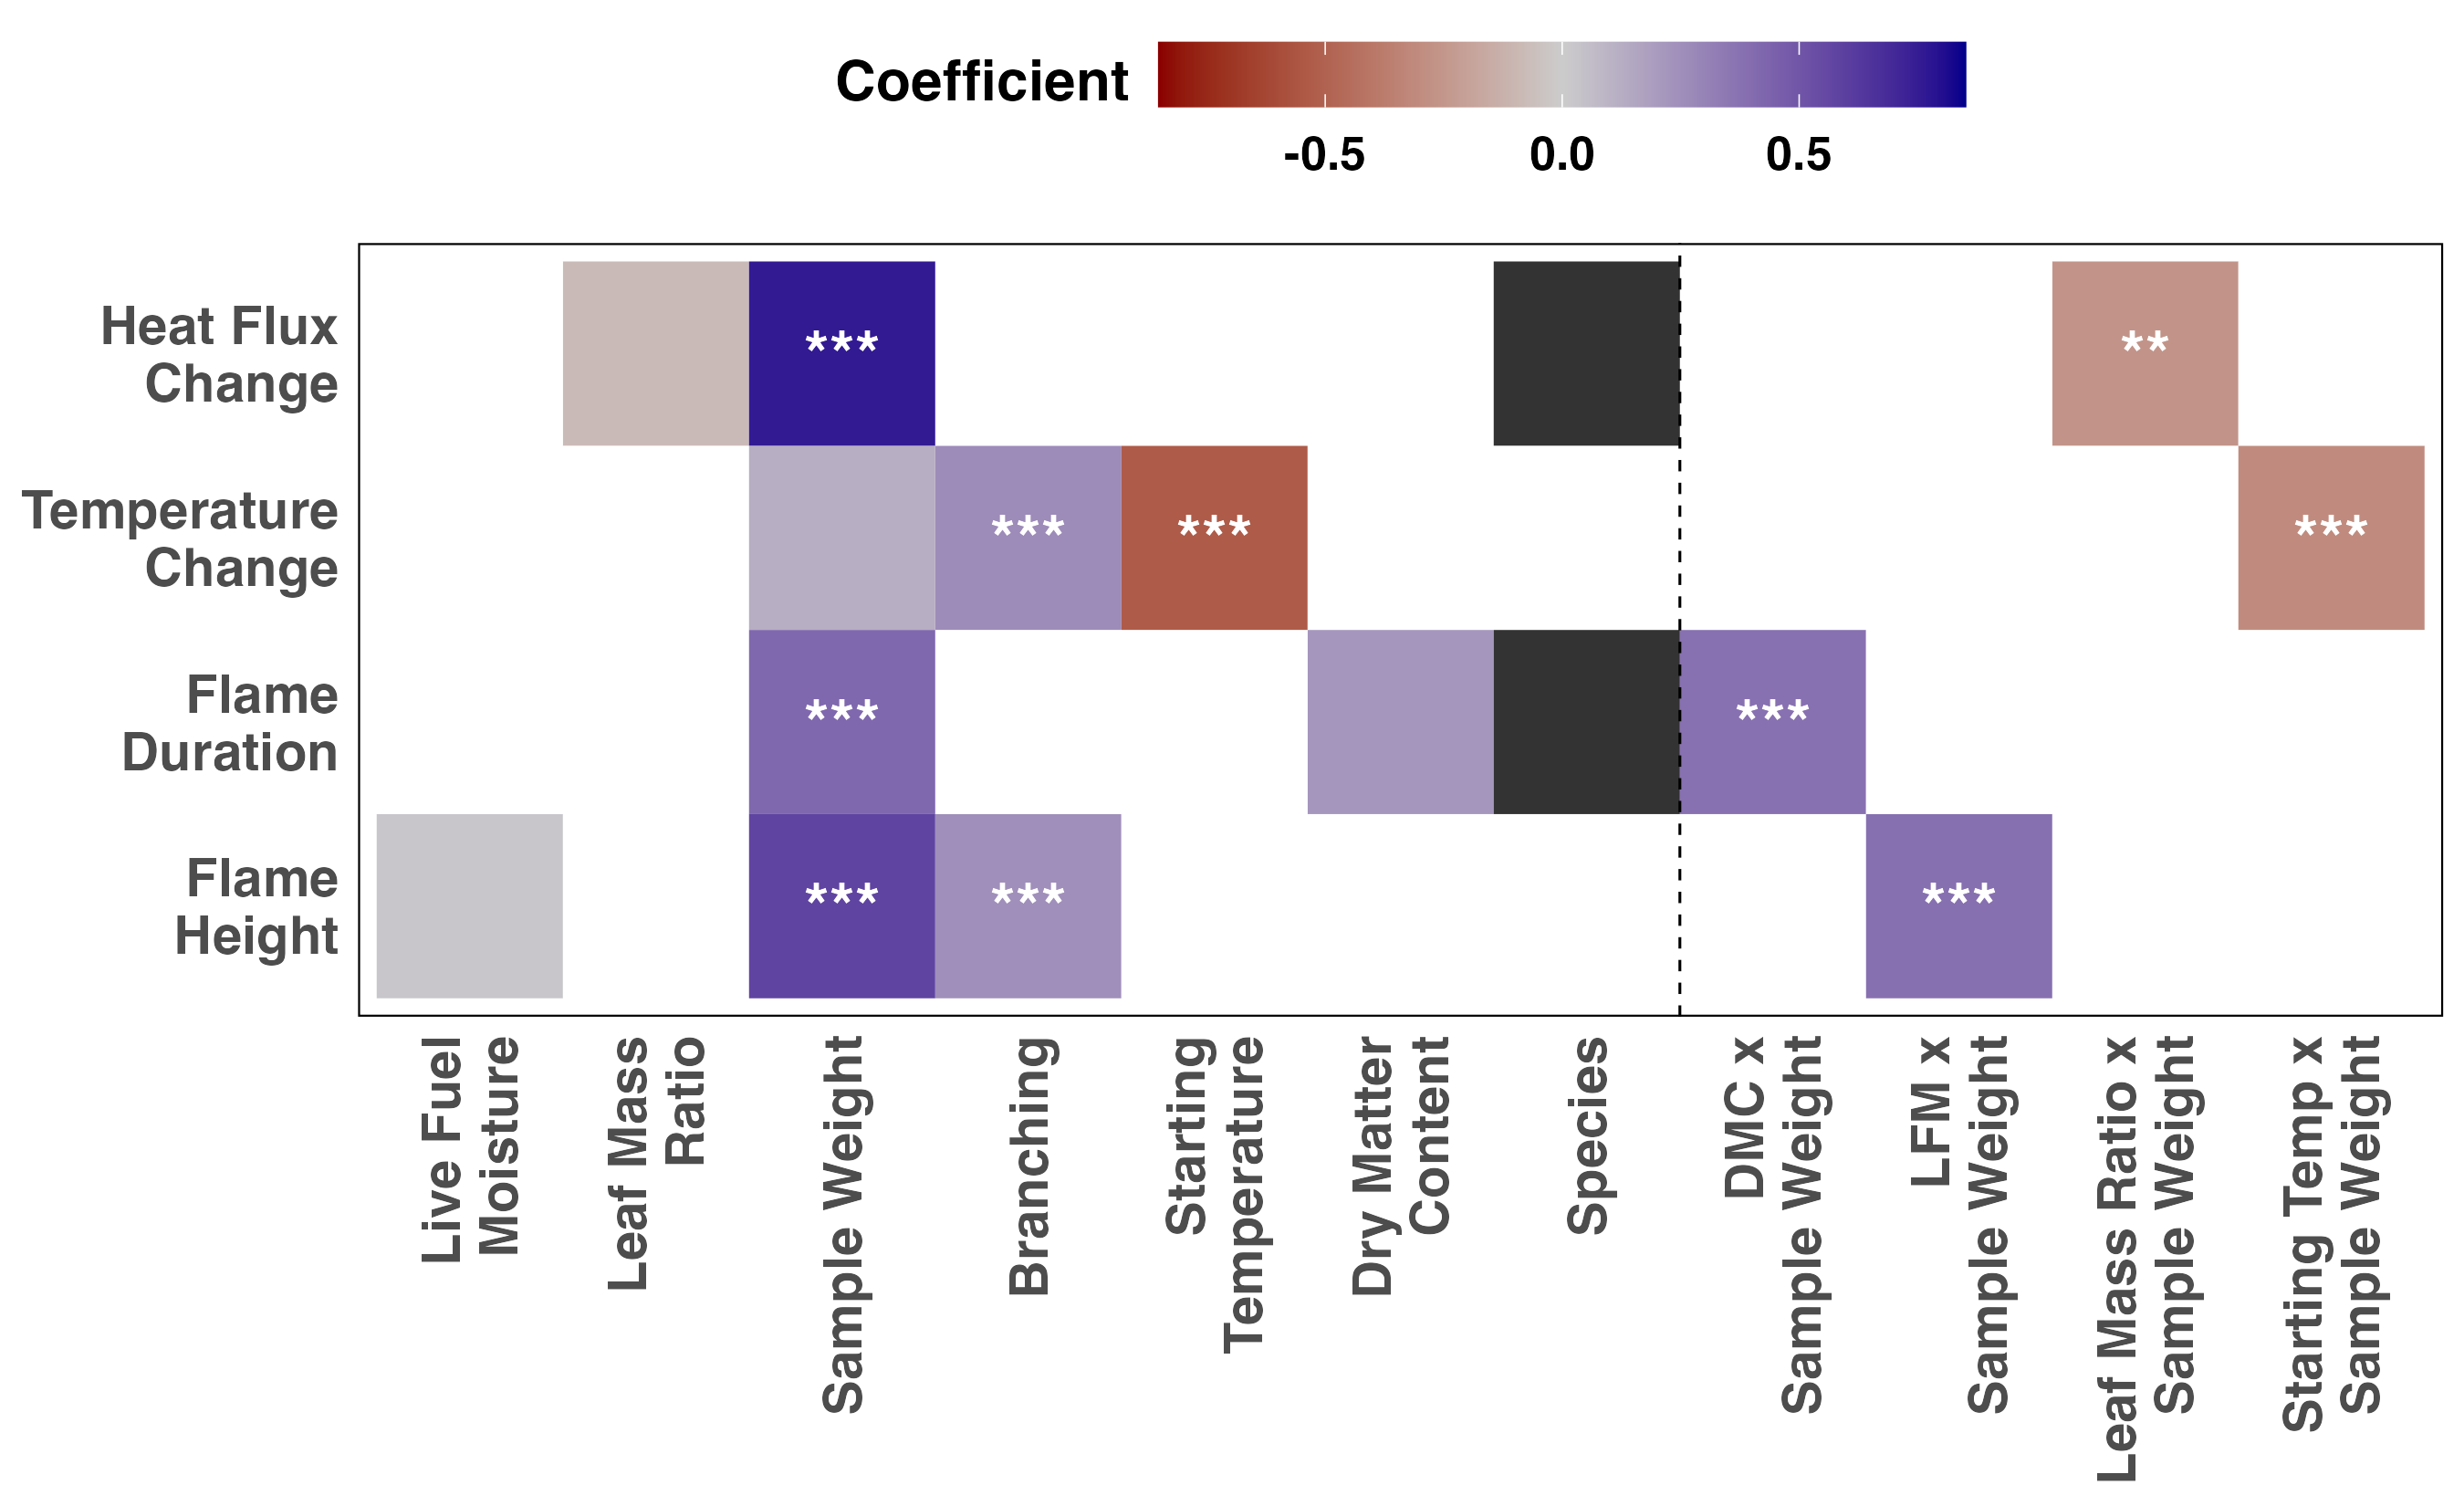 Coefficient
-0.5 0.0 0.5
Heat Flux
Change
*** **
Temperature
Change
*** *** ***
Flame
Duration
*** ***
Flame
Height
*** *** ***
Live Fuel
Moisture
Leaf Mass
Ratio
Sample Weight
Branching
Starting
Temperature
Dry Matter
Content
Species
DMC x
Sample Weight
LFM x
Sample Weight
Leaf Mass Ratio x
Sample Weight
Starting Temp x
Sample Weight